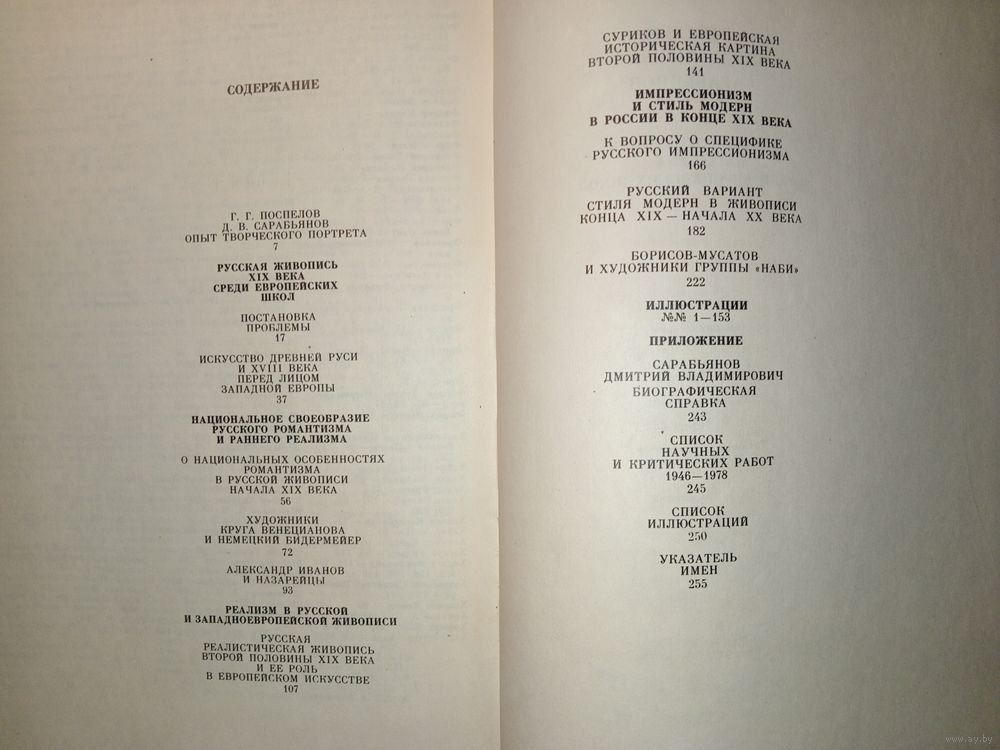 СОДЕРЖАНИЕ
Г. Г. ПОСПЕЛОВ
Д. В. САРАБЬЯНОВ
ОПЫТ ТВОРЧЕСКОГО ПОРТРЕТА
7
РУССКАЯ ЖИВОПИСЬ
XIX ВЕКА
СРЕДИ ЕВРОПЕЙСКИХ
ШКОЛ
ПОСТАНОВКА
ПРОБЛЕМЫ
17
ИСКУССТВО ДРЕВНЕЙ РУСИ
И XVIII ВЕКА
ПЕРЕД ЛИЦОМ
ЗАПАДНОЙ ЕВРОПЫ
37
НАЦИОНАЛЬНОЕ СВОЕОБРАЗИЕ
РУССКОГО РОМАНТИЗМА
И РАННЕГО РЕАЛИЗМА
О НАЦИОНАЛЬНЫХ ОСОБЕННОСТЯХ
РОМАНТИЗМА
В РУССКОЙ ЖИВОПИСИ
НАЧАЛА XIX ВЕКА
56
ХУДОЖНИКИ
КРУГА ВЕНЕЦИАНОВА
И НЕМЕЦКИЙ БИДЕРМЕЙЕР
72
АЛЕКСАНДР ИВАНОВ
И НАЗАРЕЙЦЫ
93
РЕАЛИЗМ В РУССКОЙ
И ЗАПАДНОЕВРОПЕЙСКОЙ ЖИВОПИСИ
РУССКАЯ
РЕАЛИСТИЧЕСКАЯ ЖИВОПИСЬ
ВТОРОЙ ПОЛОВИНЫ XIX ВЕКА
И ЕЕ РОЛЬ
В ЕВРОПЕЙСКОМ ИСКУССТВЕ
107
СУРИКОВ И ЕВРОПЕЙСКАЯ
ИСТОРИЧЕСКАЯ КАРТИНА
ВТОРОЙ ПОЛОВИНЫ XIX ВЕКА
141
ИМПРЕССИОНИЗМ
И СТИЛЬ МОДЕРН
В РОССИИ В КОНЦЕ XIX ВЕКА
К ВОПРОСУ О СПЕЦИФИКЕ
РУССКОГО ИМПРЕССИОНИЗМА
166
РУССКИЙ ВАРИАНТ
СТИЛЯ МОДЕРН В ЖИВОПИСИ
КОНЦА XIX — НАЧАЛА XX ВЕКА
182
БОРИСОВ-МУСАТОВ
И ХУДОЖНИКИ ГРУППЫ «НАБИ»
222
ИЛЛЮСТРАЦИИ
№№ 1—153
ПРИЛОЖЕНИЕ
САРАБЬЯНОВ
ДМИТРИЙ ВЛАДИМИРОВИЧ
БИОГРАФИЧЕСКАЯ
СПРАВКА
243
СПИСОК
НАУЧНЫХ
И КРИТИЧЕСКИХ РАБОТ
1946—1978
245
СПИСОК
ИЛЛЮСТРАЦИЙ
250
УКАЗАТЕЛЬ
ИМЕН
255
www.ay.by